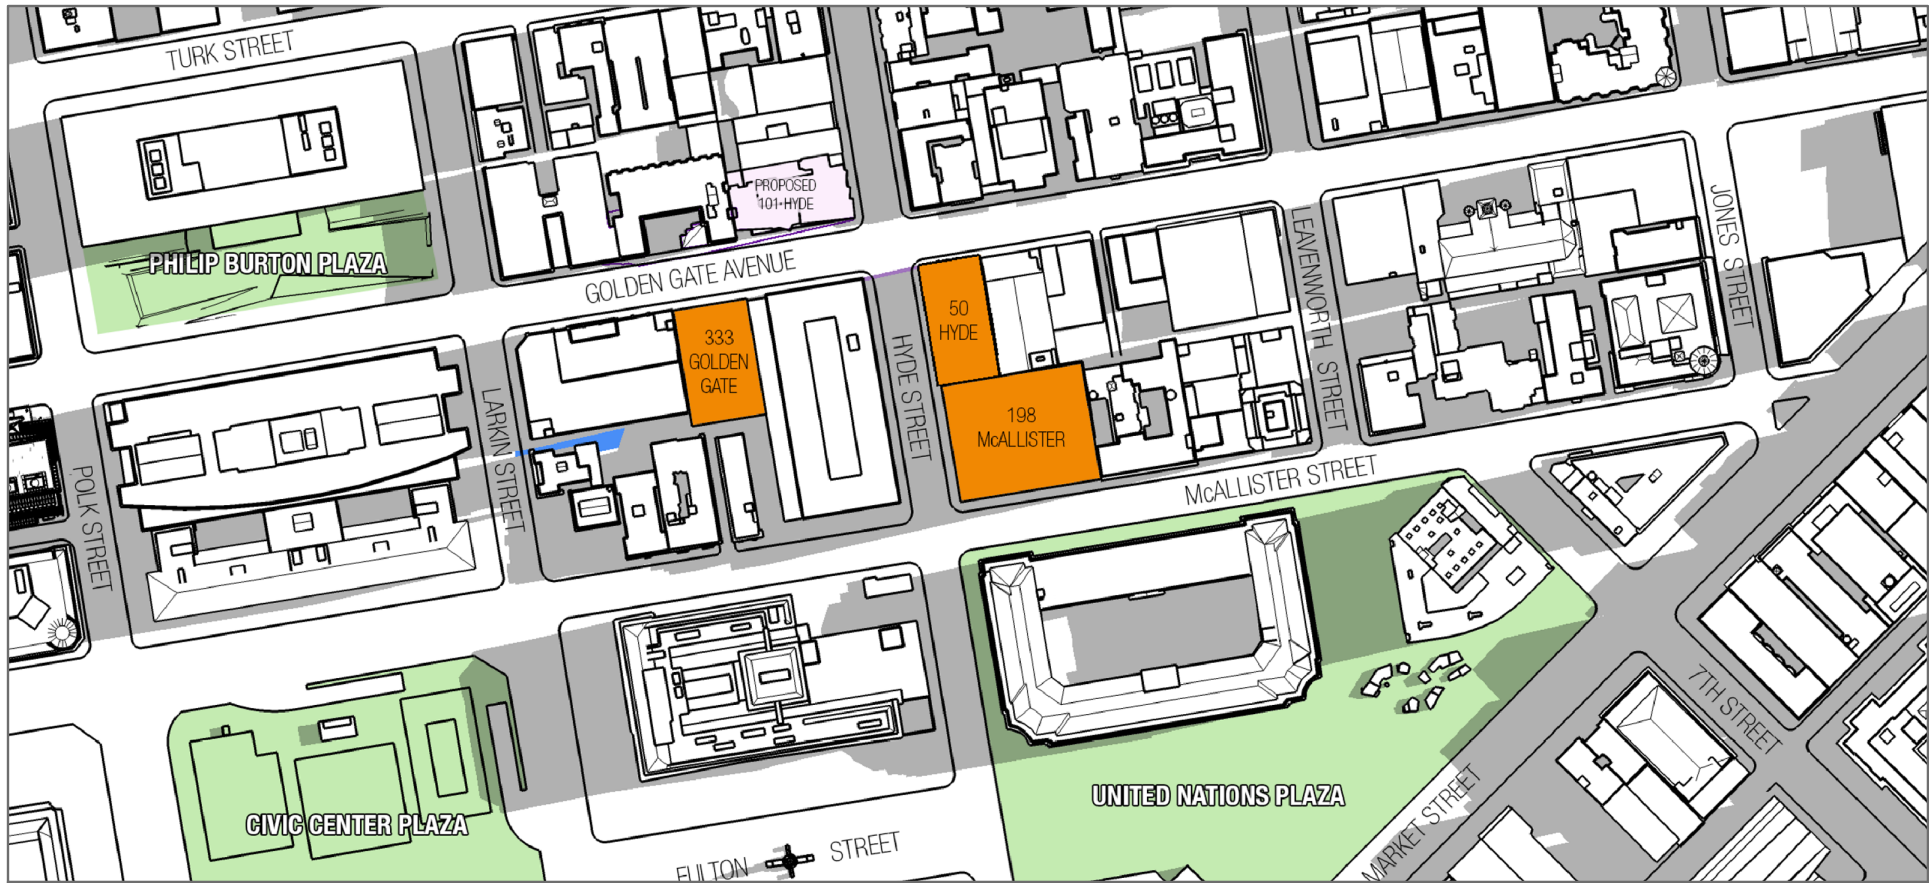 TURK STREET
PROPOSED
101 HYDE
JONES STREET
LEAVENWORTH STREET
PHILIP BURTON PLAZA
GOLDEN GATE AVENUE
50
HYDE
333
GOLDEN
GATE
HYDE STREET
LARKIN STREET
198
McALLISTER
POLK STREET
McALLISTER STREET
7TH STREET
UNITED NATIONS PLAZA
CIVIC CENTER PLAZA
MARKET STREET
FULTON STREET